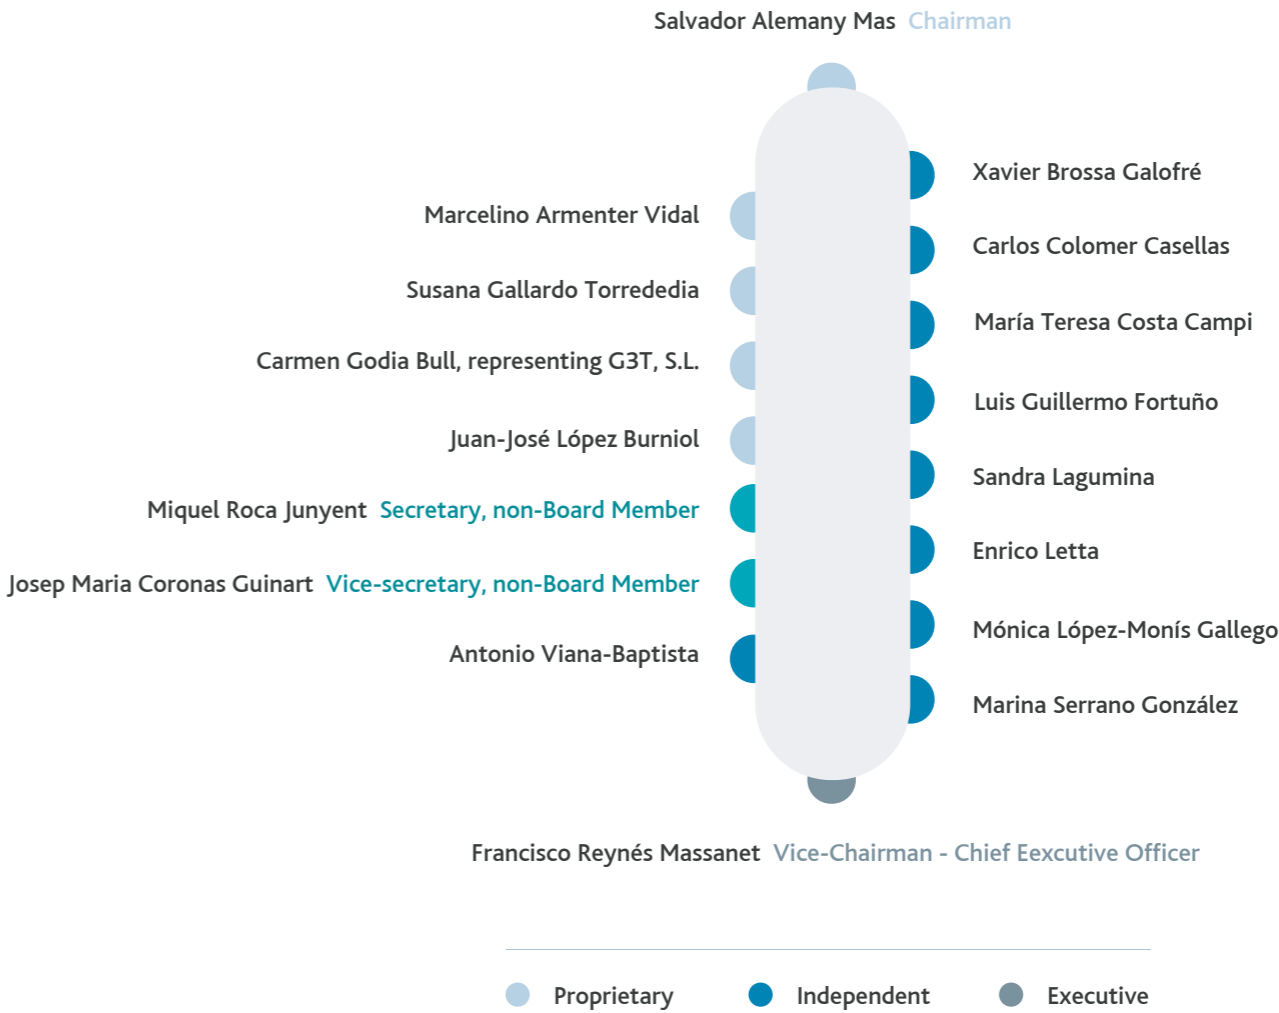 Salvador Alemany Mas Chairman
Marcelino Armenter Vidal
Susana Gallardo Torrededia
Carmen Godia Bull, representing G3T, S.L.
Juan-José López Burniol
Miquel Roca Junyent Secretary, non-Board Member
Josep Maria Coronas Guinart Vice-secretary, non-Board Member
Antonio Viana-Baptista
Xavier Brossa Galofré
Carlos Colomer Casellas
María Teresa Costa Campi
Luis Guillermo Fortuño
Sandra Lagumina
Enrico Letta
Mónica López-Monís Gallego
Marina Serrano González
Francisco Reynés Massanet Vice-Chairman - Chief Eexcutive Officer
Proprietary Independent Executive